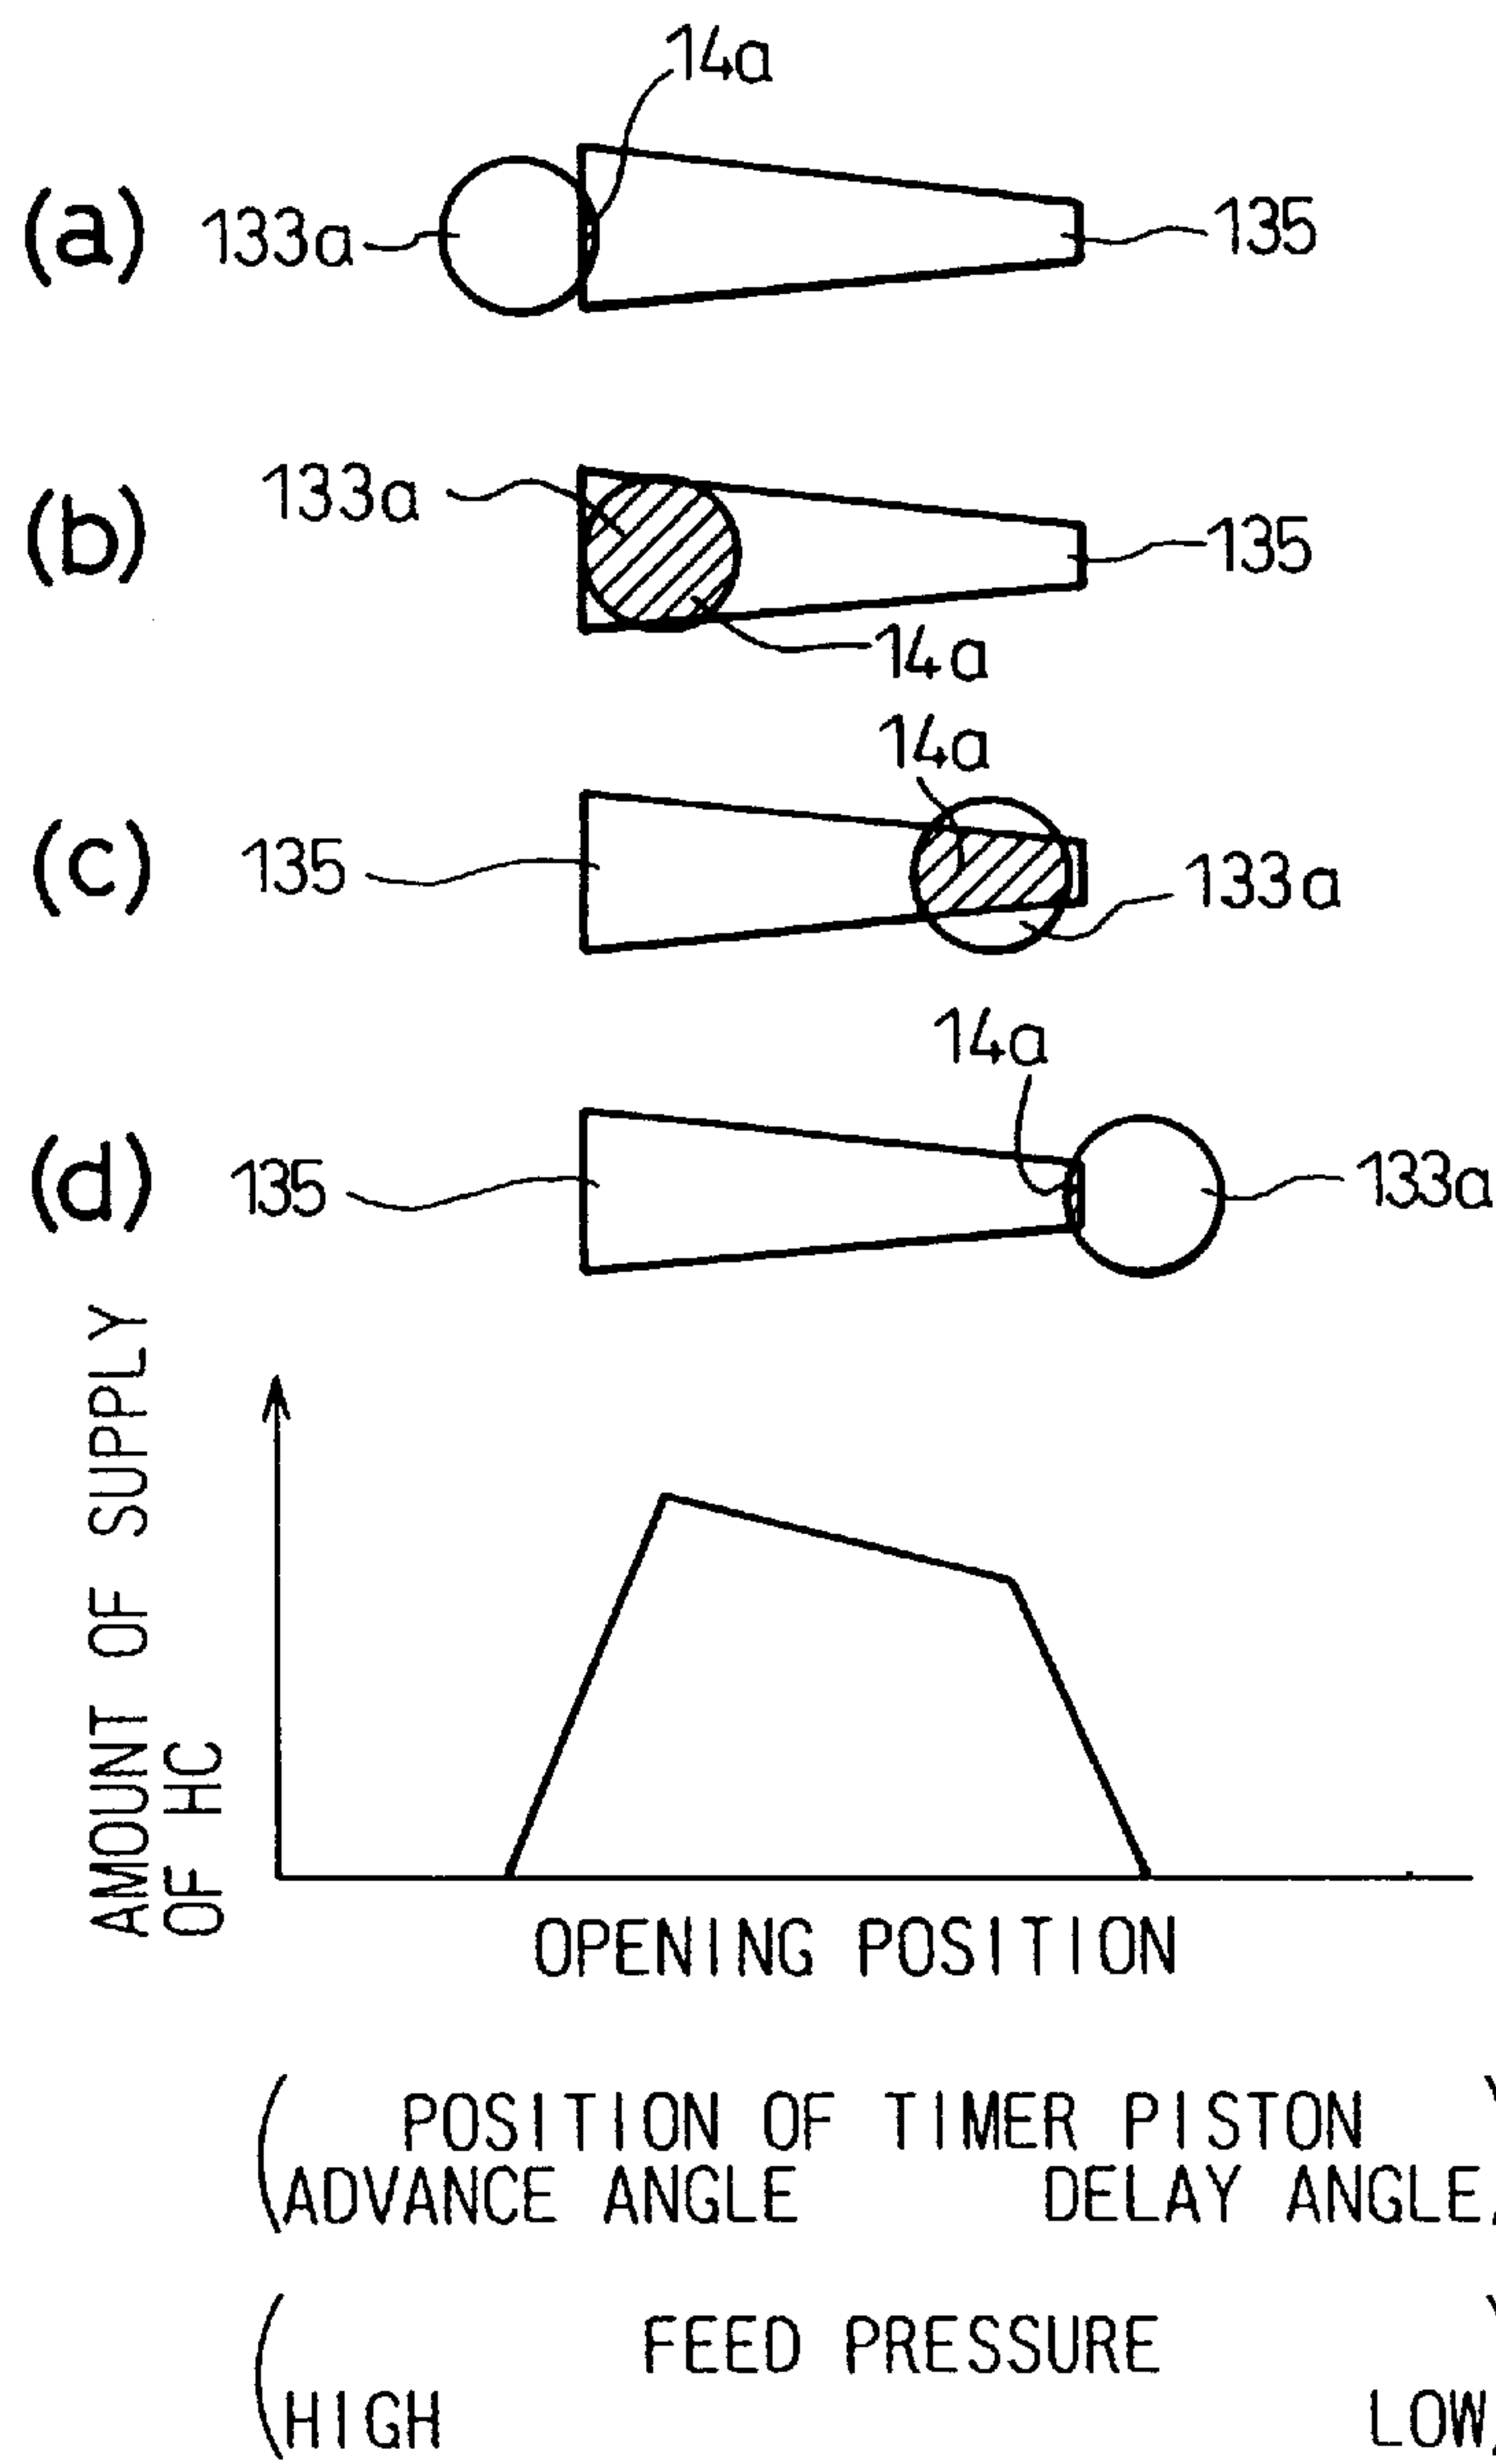 14a
(a) 133a 135
(b) 133a 135
14a
14a
(c) 135 133a
14a
(d) 135 133a
AMOUNT OF SUPPLY
OF HC
OPENING POSITION
(POSITION OF TIMER PISTON)
ADVANCE ANGLE DELAY ANGLE
(FEED PRESSURE)
HIGH LOW